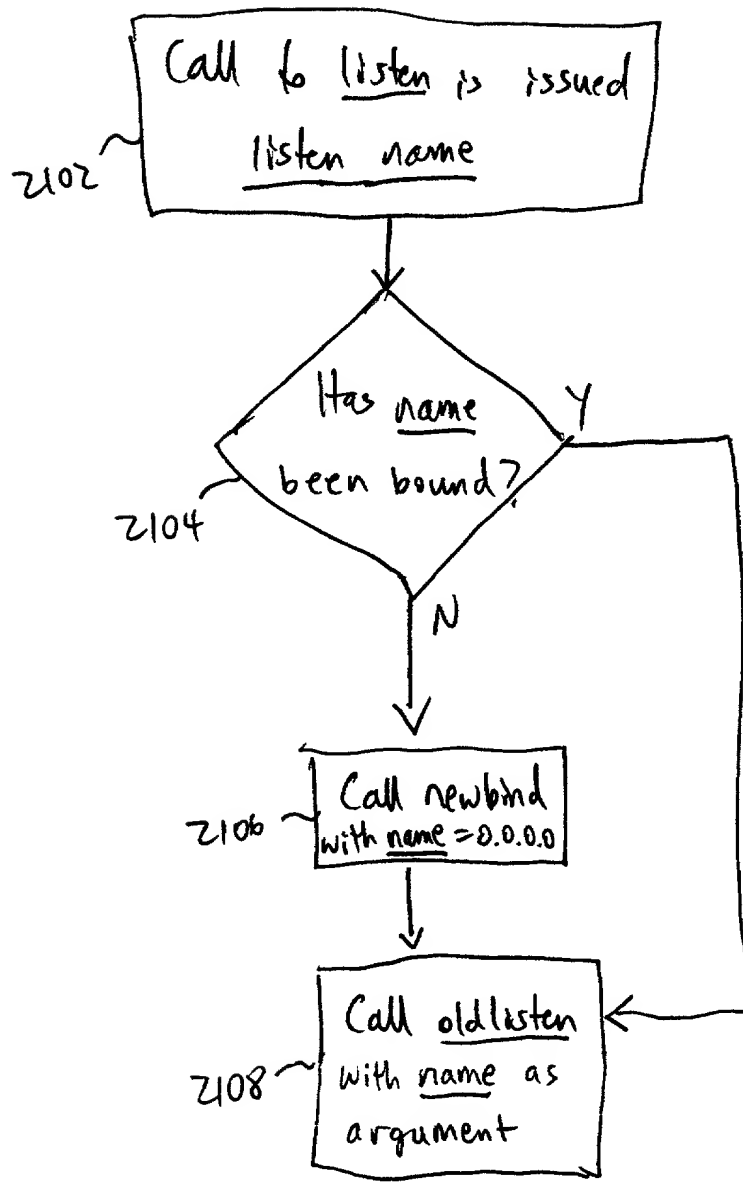 Call to listen is issued
listen name
2102
Has name
Y
been bound?
2104
N
Call newbind
2106
with name = 0.0.0.0
Call oldlisten
2108
with name as
argument